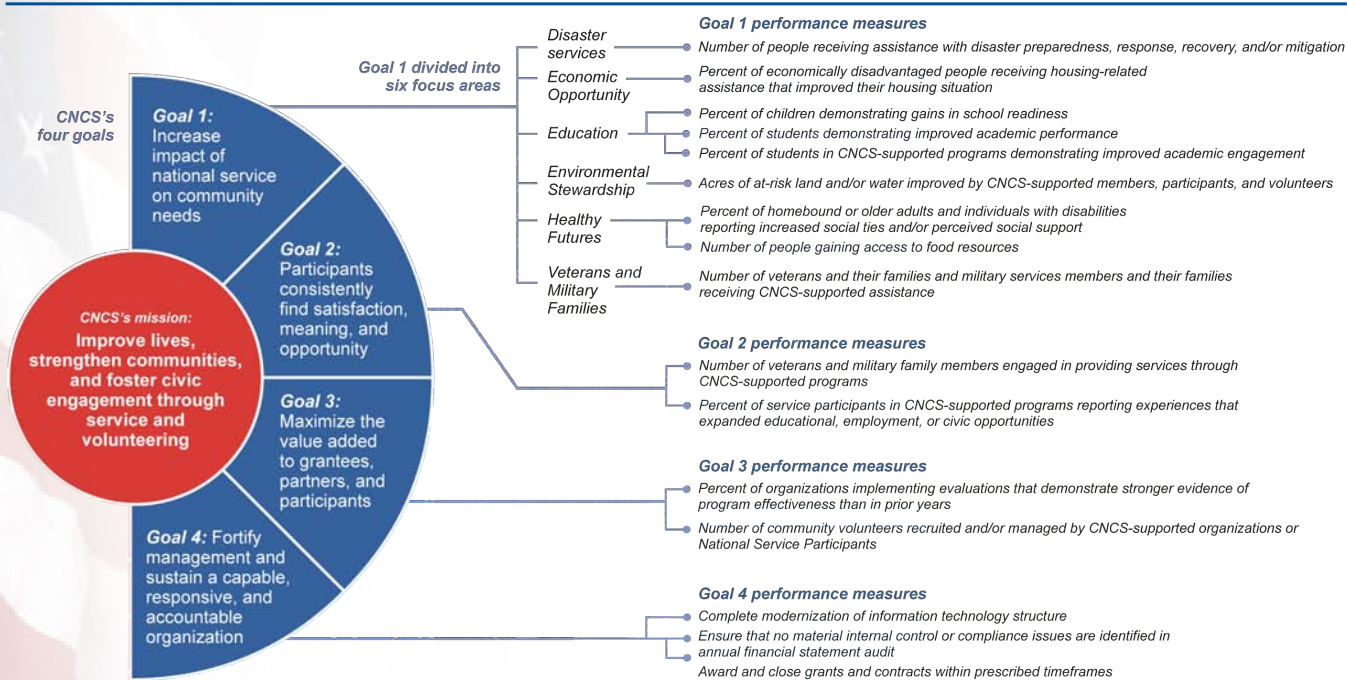 CNCS's
four goals
Goal 1:
Increase
impact of
national service
on community
needs
Goal 2:
Participants
consistently
find satisfaction,
meaning, and
opportunity
CNCS's mission:
Improve lives,
strengthen communities,
and foster civic
engagement through
service and
volunteering
Goal 3:
Maximize the
value added
to grantees,
partners, and
participants
Goal 4: Fortify
management and
sustain a capable,
responsive, and
accountable
organization
Goal 1 divided into
six focus areas
Goal 1 performance measures
Disaster
services
Number of people receiving assistance with disaster preparedness, response, recovery, and/or mitigation
Economic
Opportunity
Percent of economically disadvantaged people receiving housing-related
assistance that improved their housing situation
Education
Percent of children demonstrating gains in school readiness
Percent of students demonstrating improved academic performance
Percent of students in CNCS-supported programs demonstrating improved academic engagement
Environmental
Stewardship
Acres of at-risk land and/or water improved by CNCS-supported members, participants, and volunteers
Healthy
Futures
Percent of homebound or older adults and individuals with disabilities
reporting increased social ties and/or perceived social support
Number of people gaining access to food resources
Veterans and
Military
Families
Number of veterans and their families and military services members and their families
receiving CNCS-supported assistance
Goal 2 performance measures
Number of veterans and military family members engaged in providing services through
CNCS-supported programs
Percent of service participants in CNCS-supported programs reporting experiences that
expanded educational, employment, or civic opportunities
Goal 3 performance measures
Percent of organizations implementing evaluations that demonstrate stronger evidence of
program effectiveness than in prior years
Number of community volunteers recruited and/or managed by CNCS-supported organizations or
National Service Participants
Goal 4 performance measures
Complete modernization of information technology structure
Ensure that no material internal control or compliance issues are identified in
annual financial statement audit
Award and close grants and contracts within prescribed timeframes